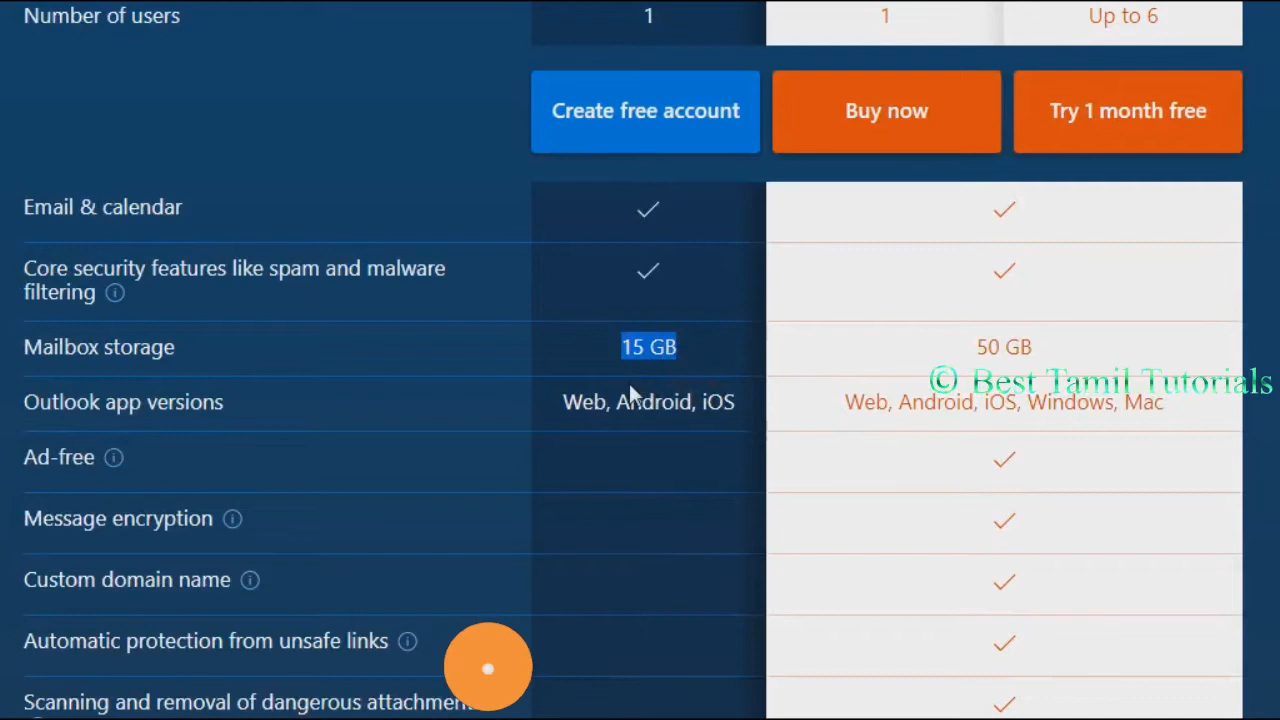 Number of users 1 1 Up to 6
Create free account Buy now Try 1 month free
Email & calendar
Core security features like spam and malware
filtering
Mailbox storage 15 GB 50 GB
© Best Tamil Tutorials
Outlook app versions Web, Android, iOS Web, Android, iOS, Windows, Mac
Ad-free
Message encryption
Custom domain name
Automatic protection from unsafe links
Scanning and removal of dangerous attachment